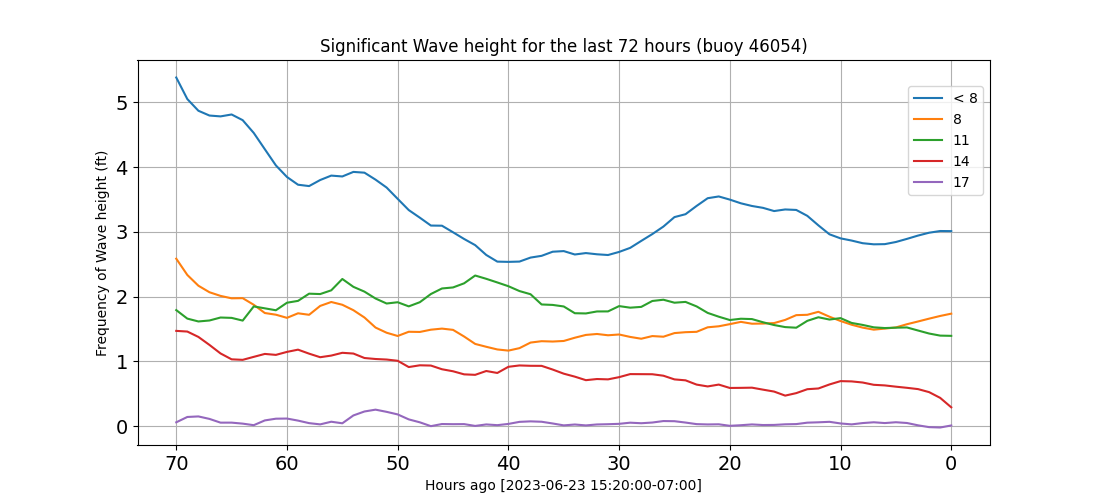 Significant Wave height for the last 72 hours (buoy 46054)
Frequency of Wave height (ft)
5
4
3
2
1
0
< 8
8
11
14
17
70 60 50 40 30 20 10 0
Hours ago [2023-06-23 15:20:00-07:00]